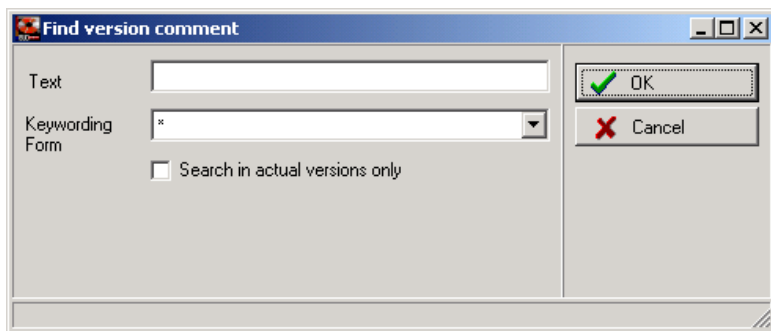 Find version comment
Text
OK
Keywording
Form
*
Cancel
Search in actual versions only